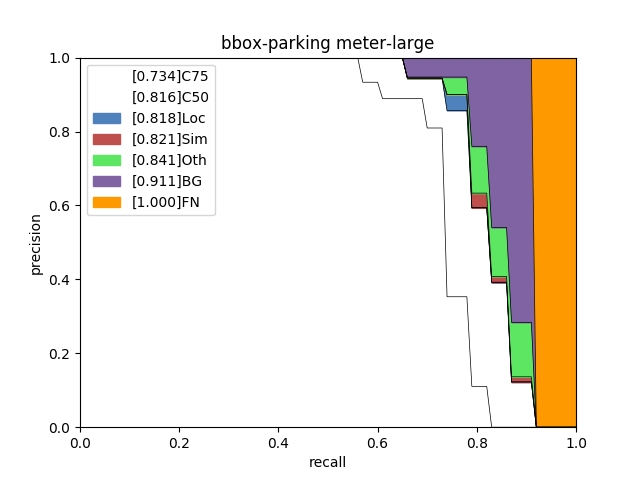 bbox-parking meter-large
1.0
0.8
0.6
0.4
0.2
0.0
precision
[0.734]C75
[0.816]C50
[0.818]Loc
[0.821]Sim
[0.841]Oth
[0.911]BG
[1.000]FN
0.0 0.2 0.4 0.6 0.8 1.0
recall